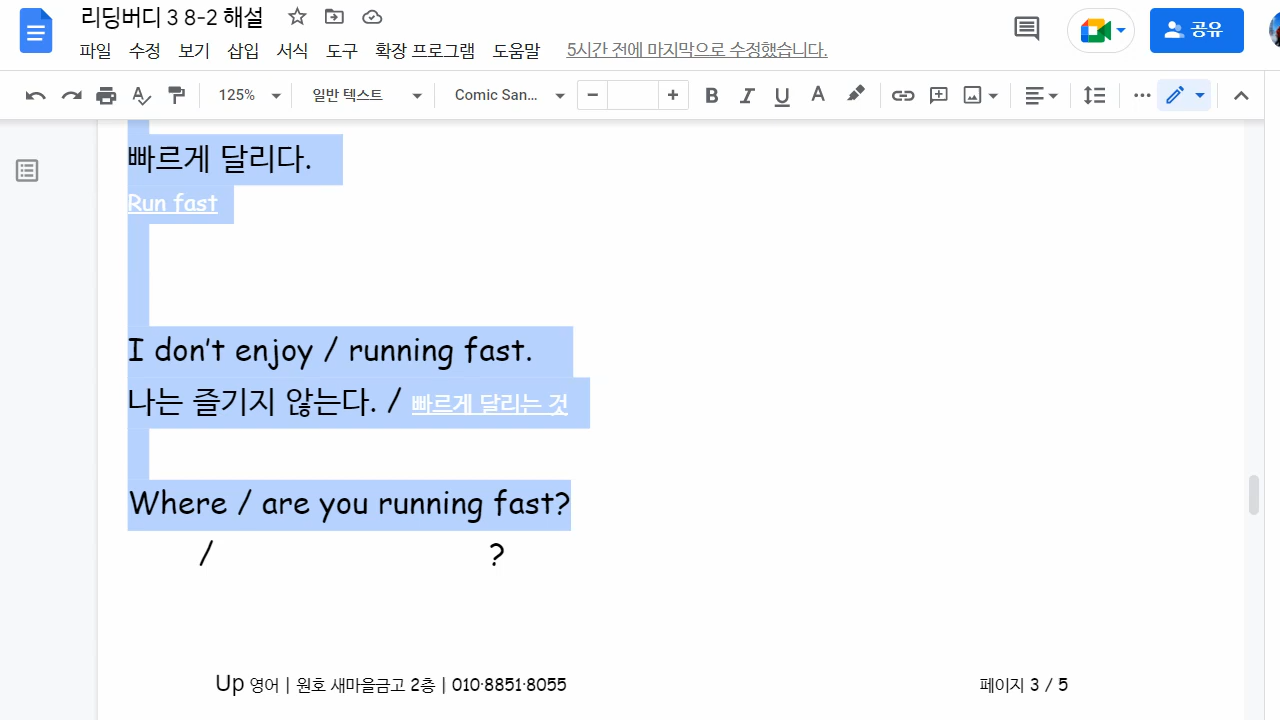 리딩버디 3 8-2 해설
파일 수정 보기 삽입 서식 도구 확장 프로그램 도움말 5시간 전에 마지막으로 수정했습니다.
공유
125% 일반 텍스트 Comic San... − + B I U A
빠르게 달리다.
Run fast
I don't enjoy / running fast.
나는 즐기지 않는다. / 빠르게 달리는 것
Where / are you running fast?
/ ?
Up 영어 | 원호 새마을금고 2층 | 010·8851·8055 페이지 3 / 5